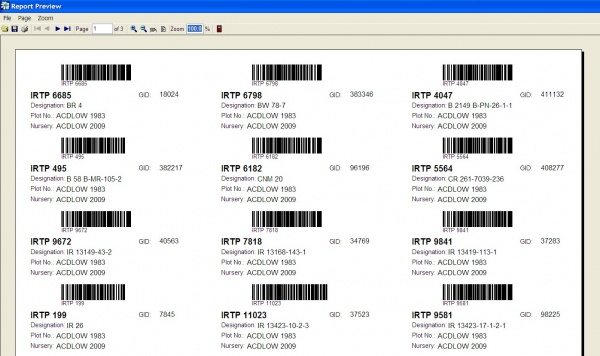 Report Preview
File Page Zoom
Page 1 of 3 Zoom 100.0 %
IRTP 6685 IRTP 6798 IRTP 4047
IRTP 6685 GID: 18024 IRTP 6798 GID: 383346 IRTP 4047 GID: 411132
Designation: BR 4 Designation: BW 78-7 Designation: B 2149 B-PN-26-1-1
Plot No.: ACDLOW 1983 Plot No.: ACDLOW 1983 Plot No.: ACDLOW 1983
Nursery: ACDLOW 2009 Nursery: ACDLOW 2009 Nursery: ACDLOW 2009
IRTP 495 IRTP 6182 IRTP 5564
IRTP 495 GID: 382217 IRTP 6182 GID: 96196 IRTP 5564 GID: 408277
Designation: B 58 B-MR-105-2 Designation: CNM 20 Designation: CR 261-7039-236
Plot No.: ACDLOW 1983 Plot No.: ACDLOW 1983 Plot No.: ACDLOW 1983
Nursery: ACDLOW 2009 Nursery: ACDLOW 2009 Nursery: ACDLOW 2009
IRTP 9672 IRTP 7818 IRTP 9841
IRTP 9672 GID: 40563 IRTP 7818 GID: 34769 IRTP 9841 GID: 37283
Designation: IR 13149-43-2 Designation: IR 13168-143-1 Designation: IR 13419-113-1
Plot No.: ACDLOW 1983 Plot No.: ACDLOW 1983 Plot No.: ACDLOW 1983
Nursery: ACDLOW 2009 Nursery: ACDLOW 2009 Nursery: ACDLOW 2009
IRTP 199 IRTP 11023 IRTP 9581
IRTP 199 GID: 7845 IRTP 11023 GID: 37523 IRTP 9581 GID: 98225
Designation: IR 26 Designation: IR 13423-10-2-3 Designation: IR 13423-17-1-2-1
Plot No.: ACDLOW 1983 Plot No.: ACDLOW 1983 Plot No.: ACDLOW 1983
Nursery: ACDLOW 2009 Nursery: ACDLOW 2009 Nursery: ACDLOW 2009